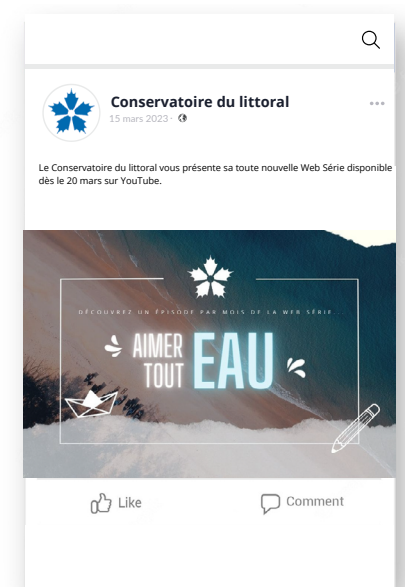 Conservatoire du littoral
15 mars 2023 ·
Le Conservatoire du littoral vous présente sa toute nouvelle Web Série disponible
dès le 20 mars sur YouTube.
DÉCOUVREZ UN ÉPISODE PAR MOIS DE LA WEB SÉRIE...
AIMER
TOUT
EAU
Like
Comment